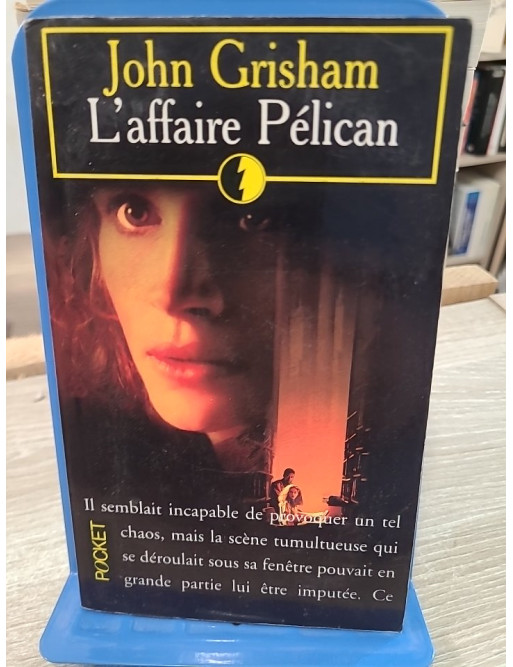 John Grisham
L'affaire Pélican
Il semblait incapable de provoquer un tel
chaos, mais la scène tumultueuse qui
se déroulait sous sa fenêtre pouvait en
grande partie lui être imputée. Ce
POCKET